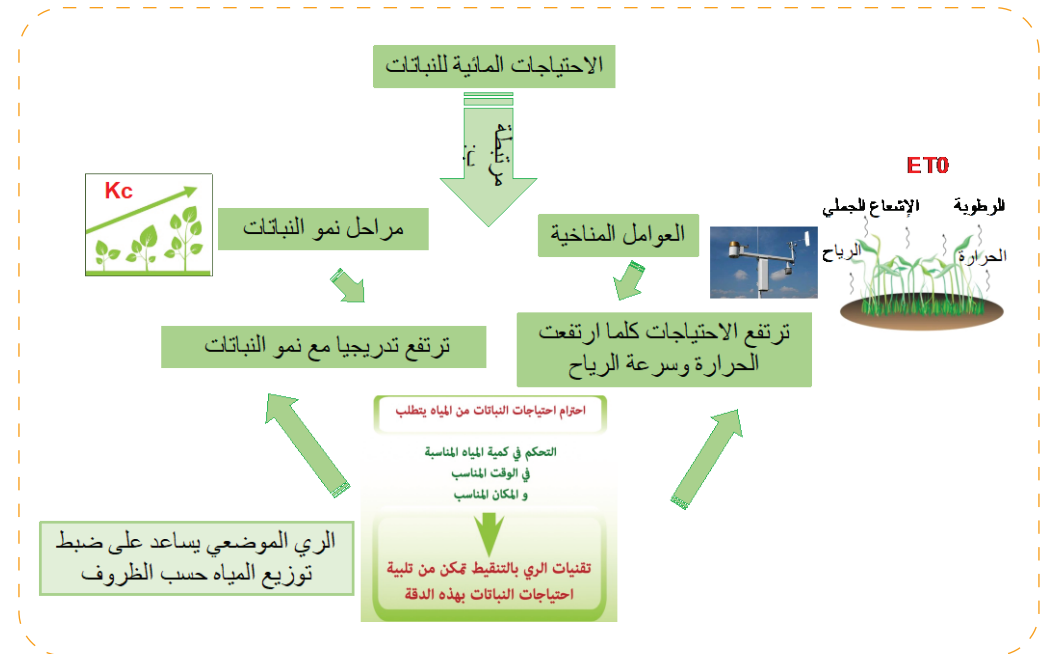 الاحتياجات المائية للنباتات
مرتبطة
ب:
ET0
الرطوبة
الإشعاع الجملي
الحرارة
الرياح
العوامل المناخية
Kc
مراحل نمو النباتات
ترتفع الاحتياجات كلما ارتفعت
الحرارة وسرعة الرياح
ترتفع تدريجيا مع نمو النباتات
احترام احتياجات النباتات من المياه يتطلب
التحكم في كمية المياه المناسبة
في الوقت المناسب
و المكان المناسب
تقنيات الري بالتنقيط تمكن من تلبية
احتياجات النباتات بهذه الدقة
الري الموضعي يساعد على ضبط
توزيع المياه حسب الظروف